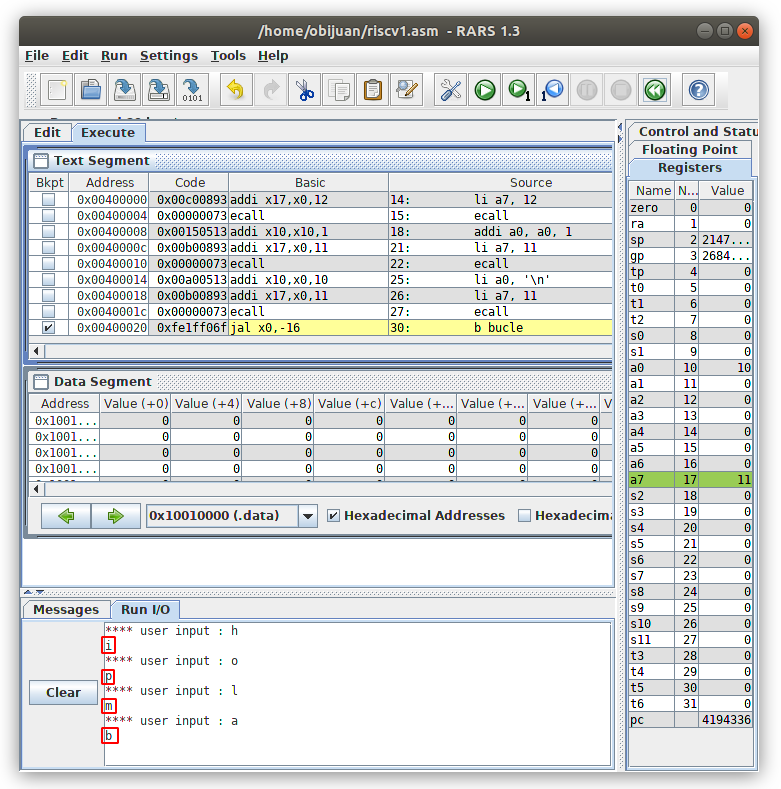 /home/obijuan/riscv1.asm - RARS 1.3
File Edit Run Settings Tools Help
Edit Execute
Text Segment
Bkpt Address Code Basic Source
0x00400000 0x00c00893 addi x17,x0,12 14: li a7, 12
0x00400004 0x00000073 ecall 15: ecall
0x00400008 0x00150513 addi x10,x10,1 18: addi a0, a0, 1
0x0040000c 0x00b00893 addi x17,x0,11 21: li a7, 11
0x00400010 0x00000073 ecall 22: ecall
0x00400014 0x00a00513 addi x10,x0,10 25: li a0, '\n'
0x00400018 0x00b00893 addi x17,x0,11 26: li a7, 11
0x0040001c 0x00000073 ecall 27: ecall
0x00400020 0xfe1ff06f jal x0,-16 30: b bucle
Data Segment
Address Value (+0) Value (+4) Value (+8) Value (+c) Value (+... Value (+... Value (+... V
0x1001... 0 0 0 0 0 0 0
0x1001... 0 0 0 0 0 0 0
0x1001... 0 0 0 0 0 0 0
0x1001... 0 0 0 0 0 0 0
0x10010000 (.data) Hexadecimal Addresses Hexadecima
Messages Run I/O
Clear
**** user input : h
i
**** user input : o
p
**** user input : l
m
**** user input : a
b
Control and Statu
Floating Point
Registers
Name N... Value
zero 0 0
ra 1 0
sp 2 2147...
gp 3 2684...
tp 4 0
t0 5 0
t1 6 0
t2 7 0
s0 8 0
s1 9 0
a0 10 10
a1 11 0
a2 12 0
a3 13 0
a4 14 0
a5 15 0
a6 16 0
a7 17 11
s2 18 0
s3 19 0
s4 20 0
s5 21 0
s6 22 0
s7 23 0
s8 24 0
s9 25 0
s10 26 0
s11 27 0
t3 28 0
t4 29 0
t5 30 0
t6 31 0
pc 4194336